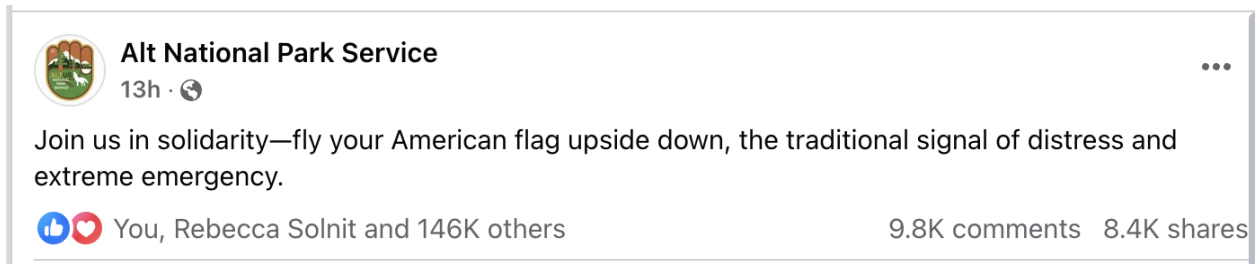 Alt National Park Service
13h ·
Join us in solidarity—fly your American flag upside down, the traditional signal of distress and
extreme emergency.
You, Rebecca Solnit and 146K others 9.8K comments 8.4K shares